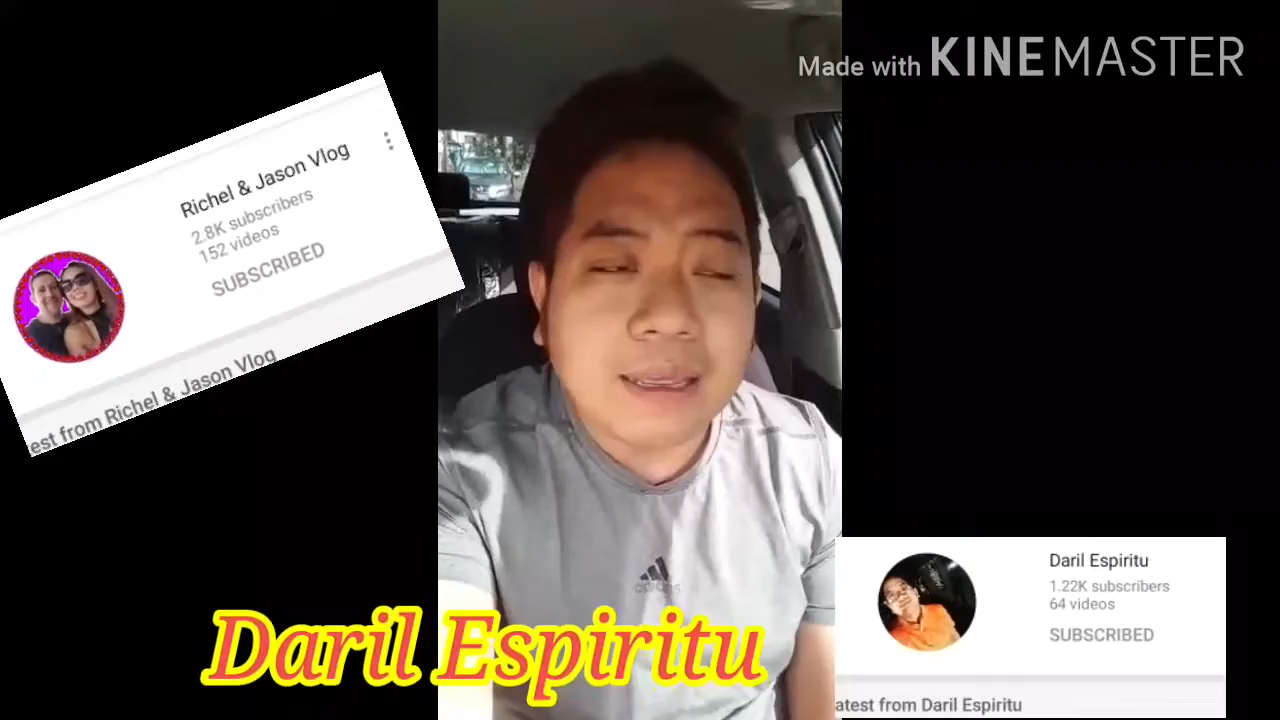 Made with KINEMASTER
Richel & Jason Vlog
2.8K subscribers
152 videos
SUBSCRIBED
est from Richel & Jason Vlog
adidas
Daril Espiritu
Daril Espiritu
1.22K subscribers
64 videos
SUBSCRIBED
atest from Daril Espiritu